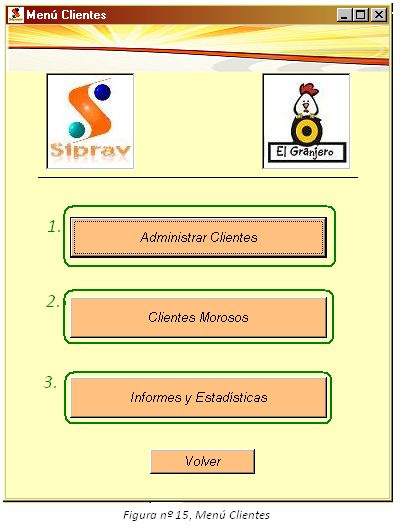 Menú Clientes
Siprav
El Granjero
1.
Administrar Clientes
2.
Clientes Morosos
3.
Informes y Estadísticas
Volver
Figura nº 15, Menú Clientes